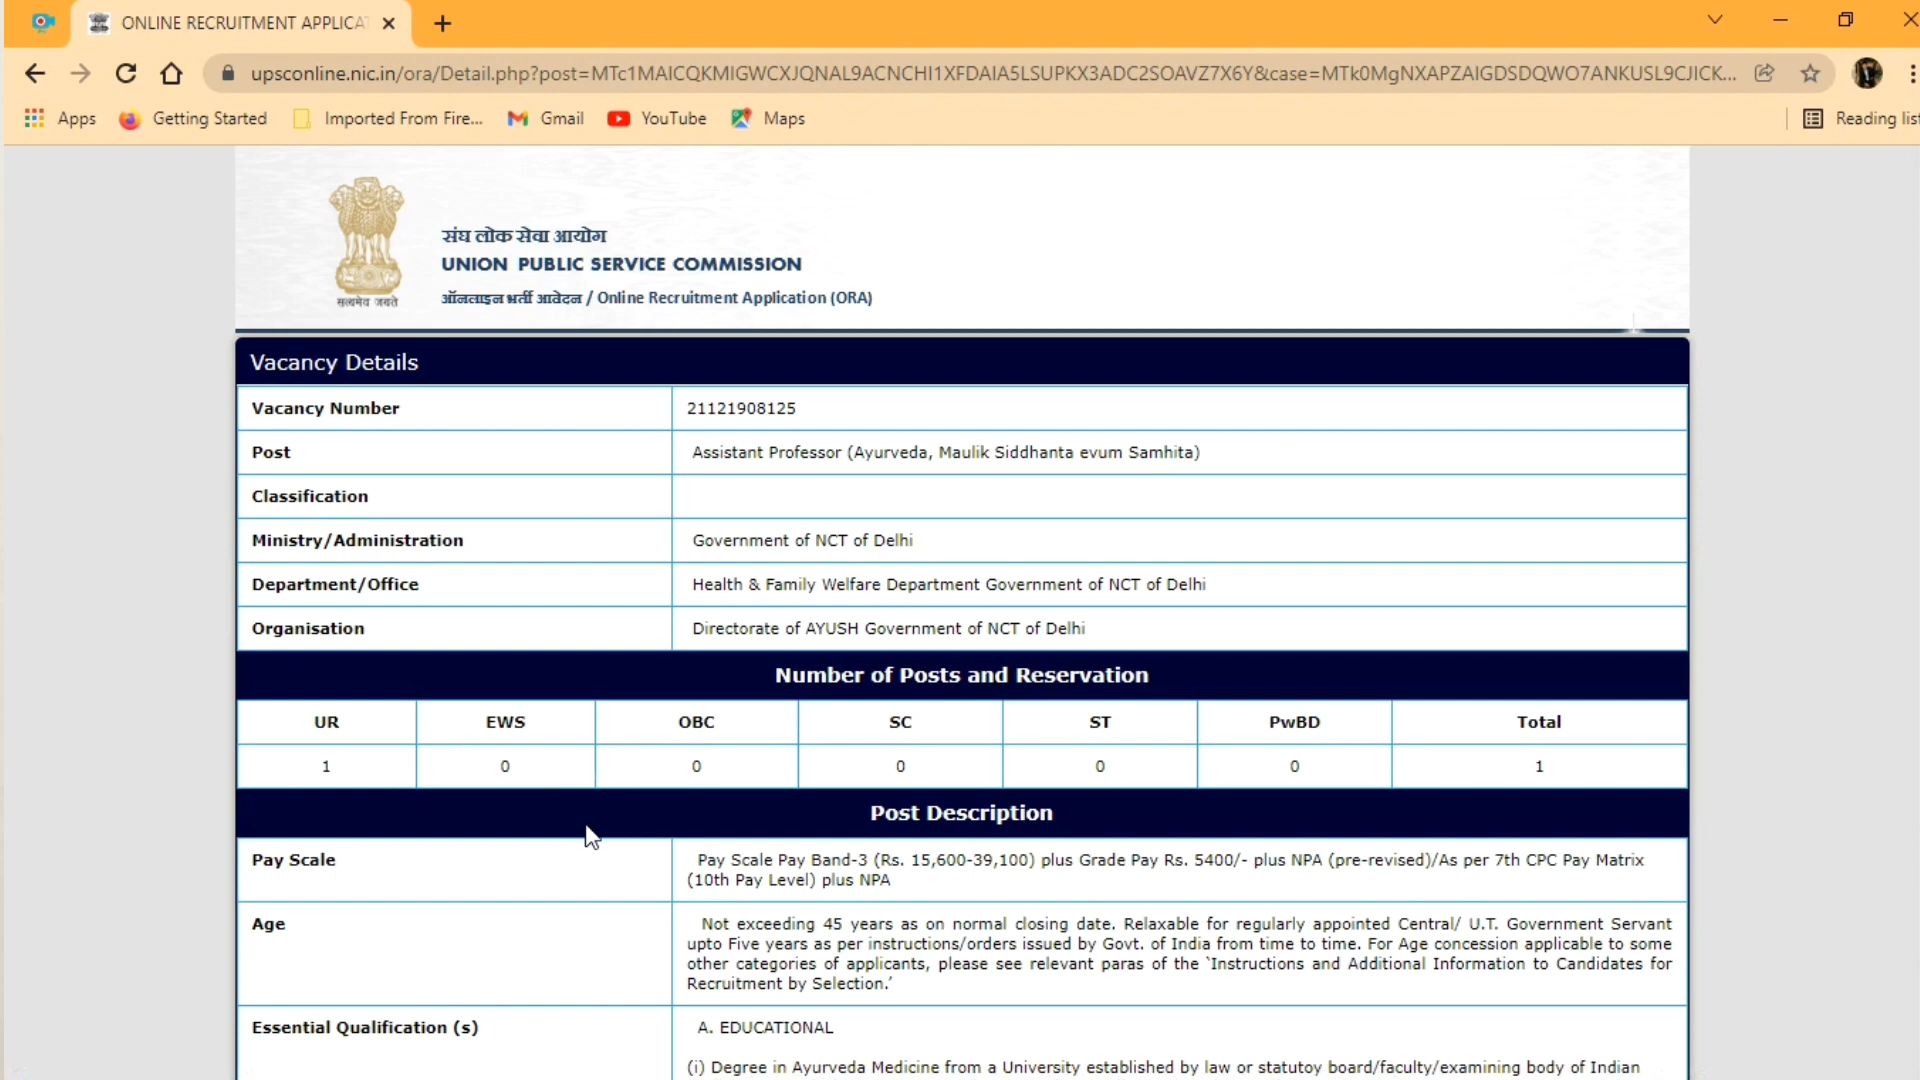 ONLINE RECRUITMENT APPLICAT
upsconline.nic.in/ora/Detail.php?post=MTc1MAICQKMIGWCXJQNAL9ACNCHI1XFDAIA5LSUPKX3ADC2SOAVZ7X6Y&case=MTk0MgNXAPZAIGDSDQWO7ANKUSL9CJICK...
Apps Getting Started Imported From Fire... Gmail YouTube Maps Reading list
सत्यमेव जयते
संघ लोक सेवा आयोग
UNION PUBLIC SERVICE COMMISSION
ऑनलाइन भर्ती आवेदन / Online Recruitment Application (ORA)
Vacancy Details
Vacancy Number 21121908125
Post Assistant Professor (Ayurveda, Maulik Siddhanta evum Samhita)
Classification
Ministry/Administration Government of NCT of Delhi
Department/Office Health & Family Welfare Department Government of NCT of Delhi
Organisation Directorate of AYUSH Government of NCT of Delhi
Number of Posts and Reservation
UR EWS OBC SC ST PwBD Total
1 0 0 0 0 0 1
Post Description
Pay Scale Pay Scale Pay Band-3 (Rs. 15,600-39,100) plus Grade Pay Rs. 5400/- plus NPA (pre-revised)/As per 7th CPC Pay Matrix
(10th Pay Level) plus NPA
Age Not exceeding 45 years as on normal closing date. Relaxable for regularly appointed Central/ U.T. Government Servant
upto Five years as per instructions/orders issued by Govt. of India from time to time. For Age concession applicable to some
other categories of applicants, please see relevant paras of the `Instructions and Additional Information to Candidates for
Recruitment by Selection.’
Essential Qualification (s) A. EDUCATIONAL
(i) Degree in Ayurveda Medicine from a University established by law or statutoy board/faculty/examining body of Indian